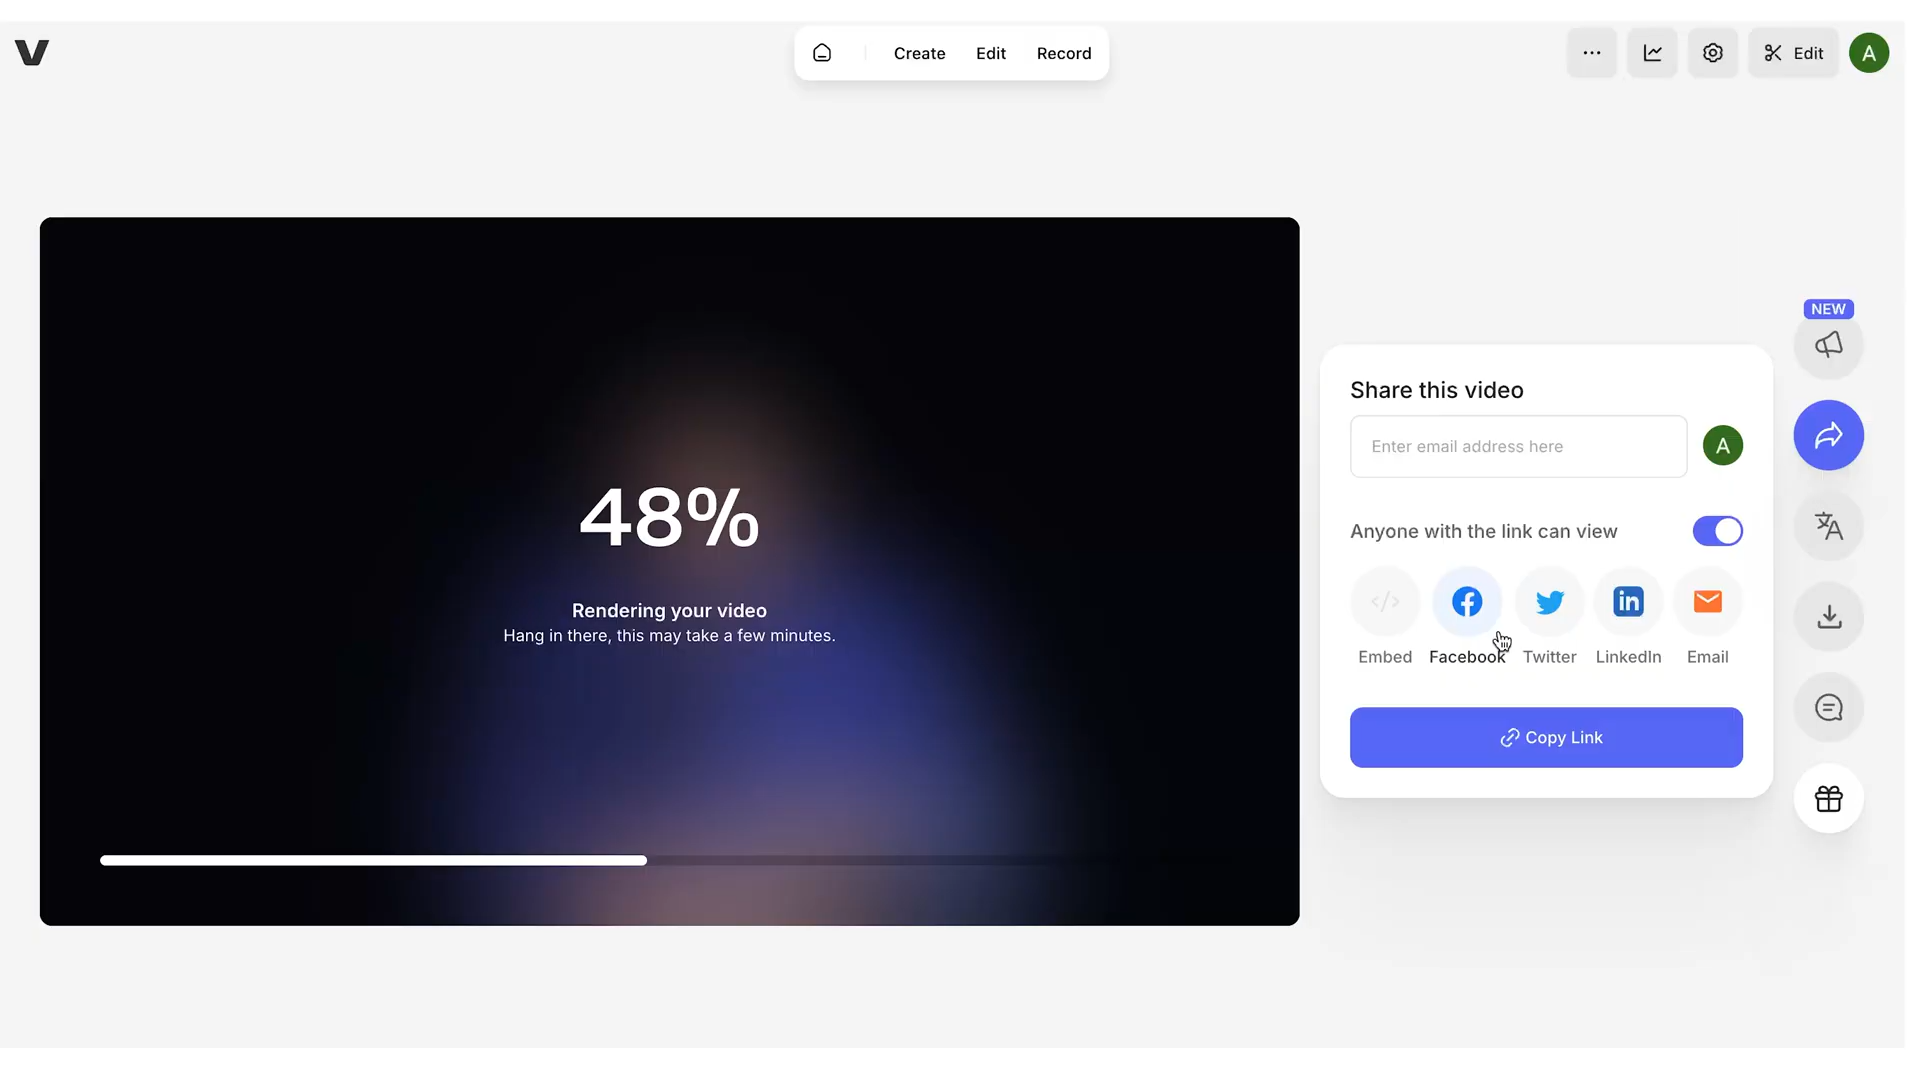 Create
Edit
Record
Edit
A
48%
Rendering your video
Hang in there, this may take a few minutes.
NEW
Share this video
Enter email address here
A
Anyone with the link can view
Embed
Facebook
Twitter
LinkedIn
Email
Copy Link